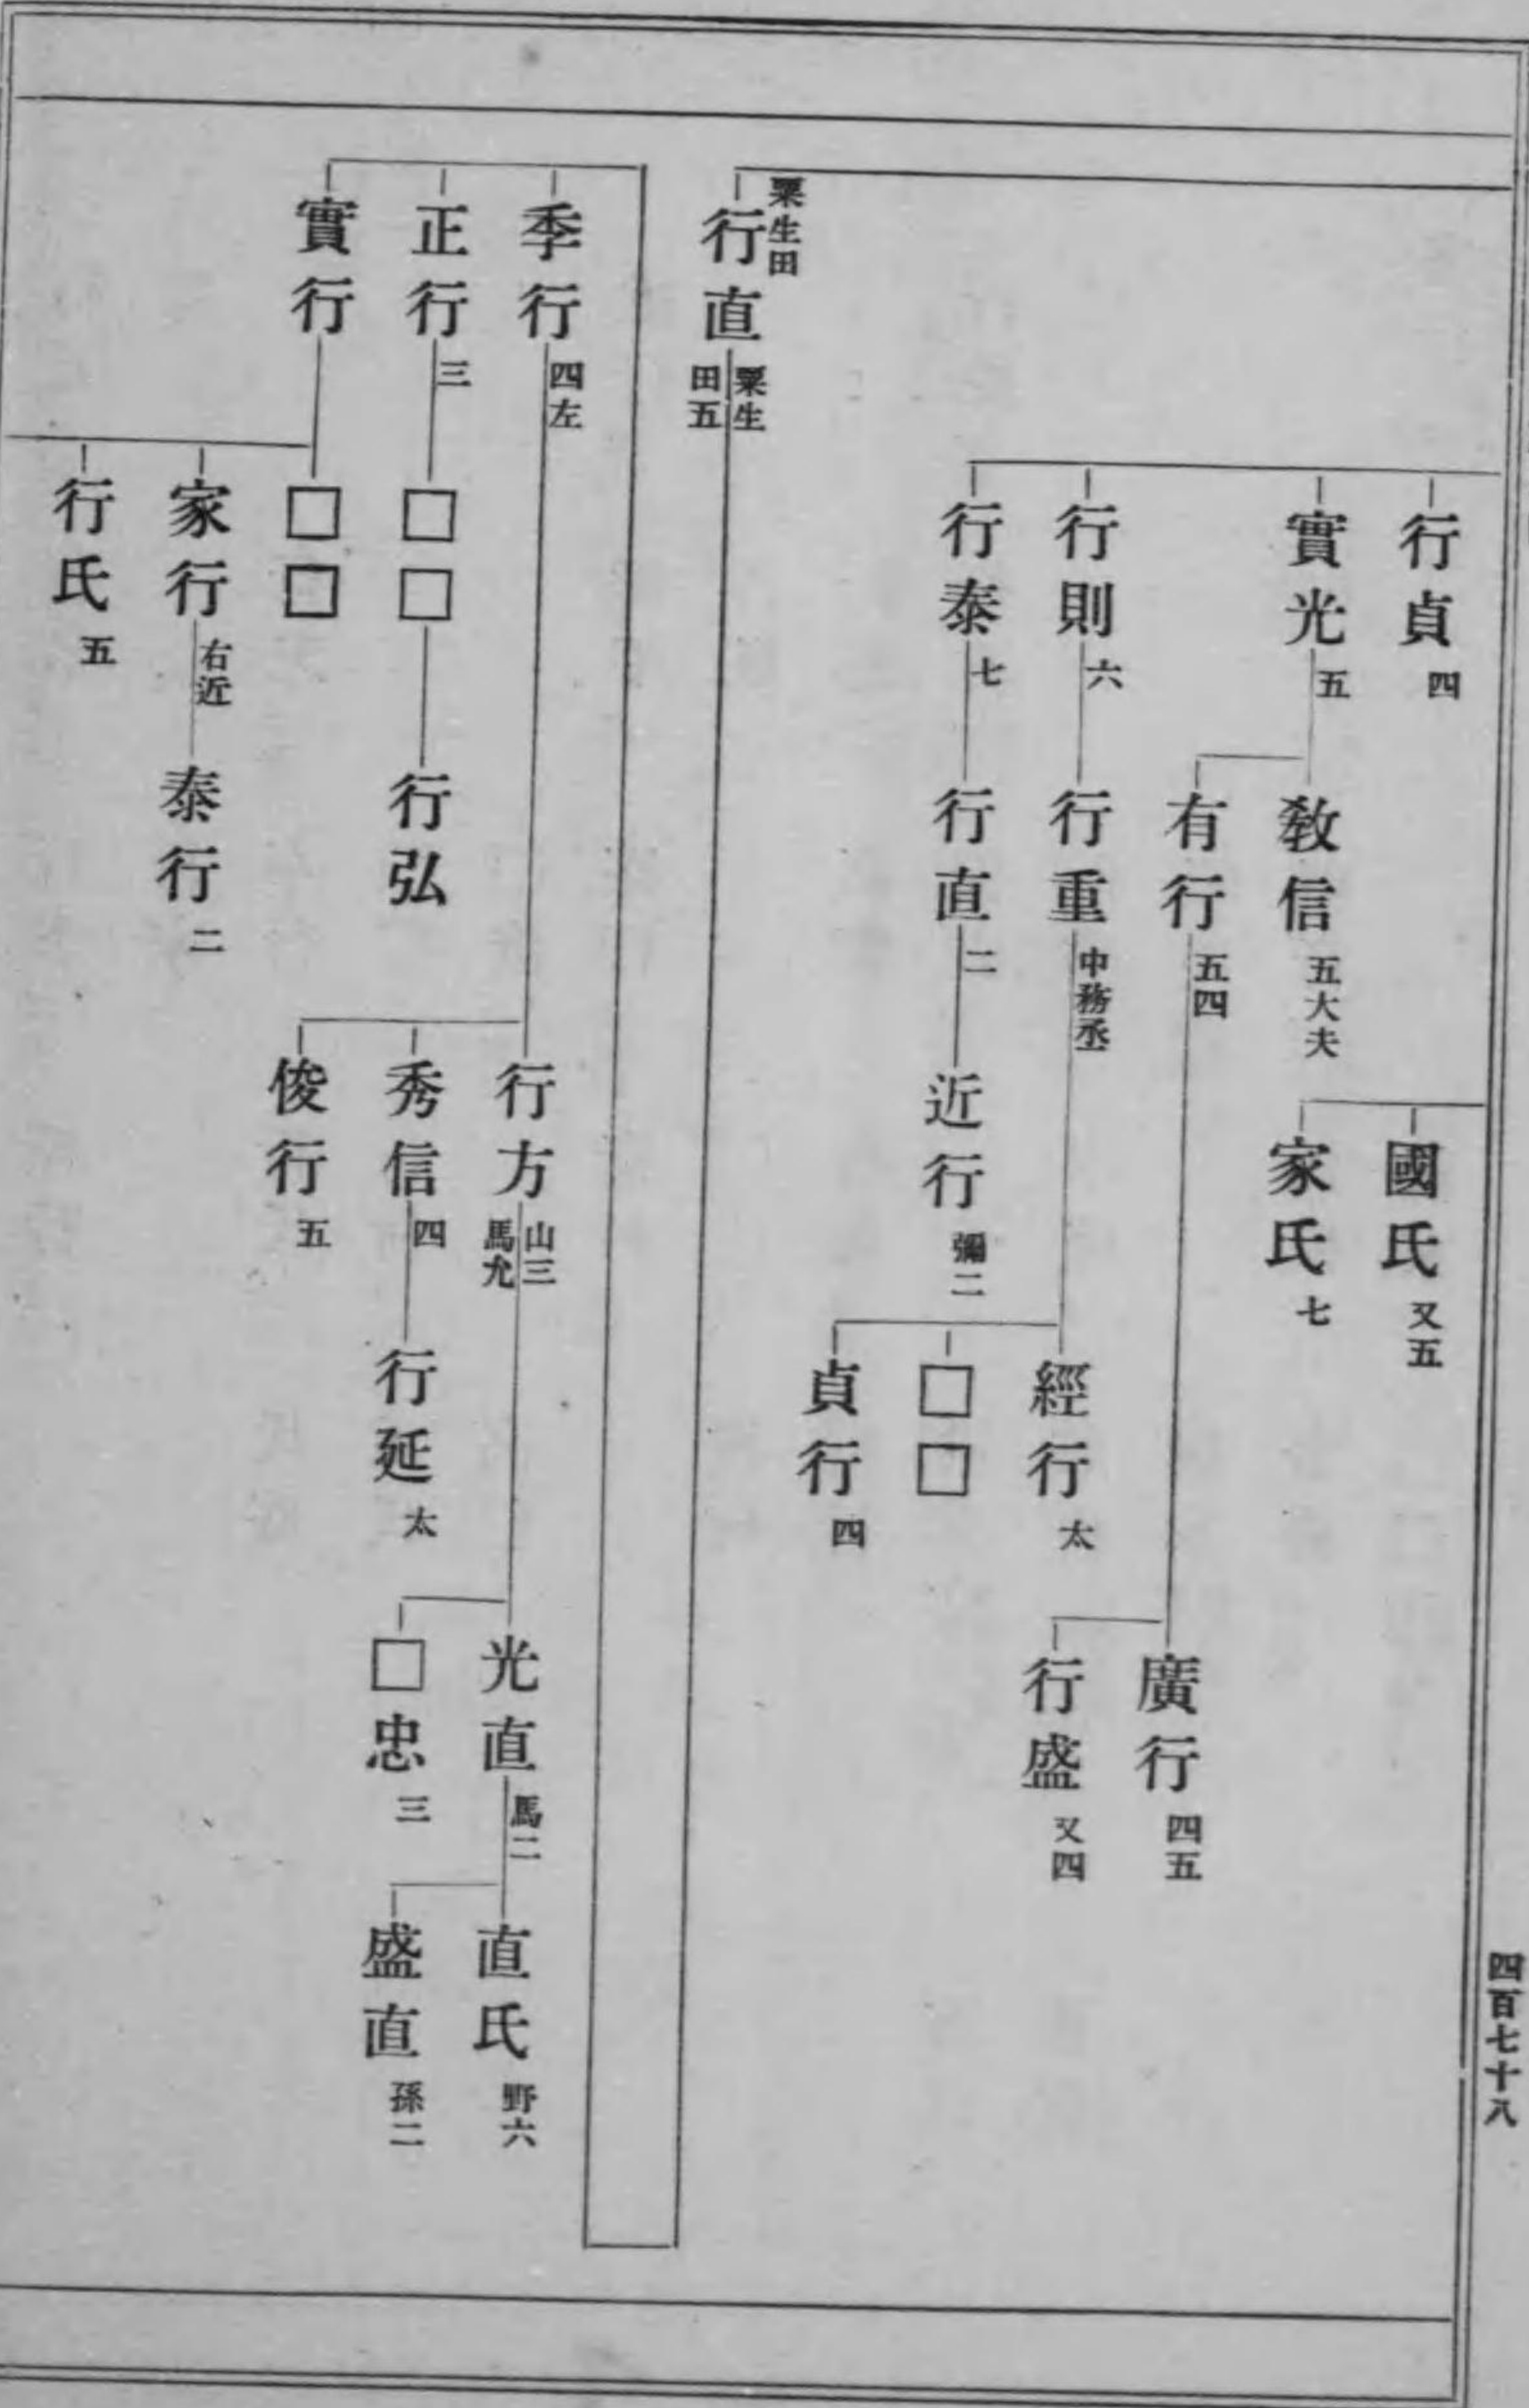 四百七十八
國氏 又五
家氏 七
行貞 四
實光 五
敎信 五大夫
有行 五四
廣行 四五
行盛 又四
行則 六
行重 中務丞
經行 太
□□
貞行 四
行泰 七
行直 二
近行 彌二
粟生田
行直 粟生田五
季行 四左
行方 山三馬允
光直 馬二
直氏 野六
盛直 孫二
□忠 三
秀信 四
行延 太
俊行 五
正行 三
□□
行弘
實行
□□
家行 右近
泰行 二
行氏 五